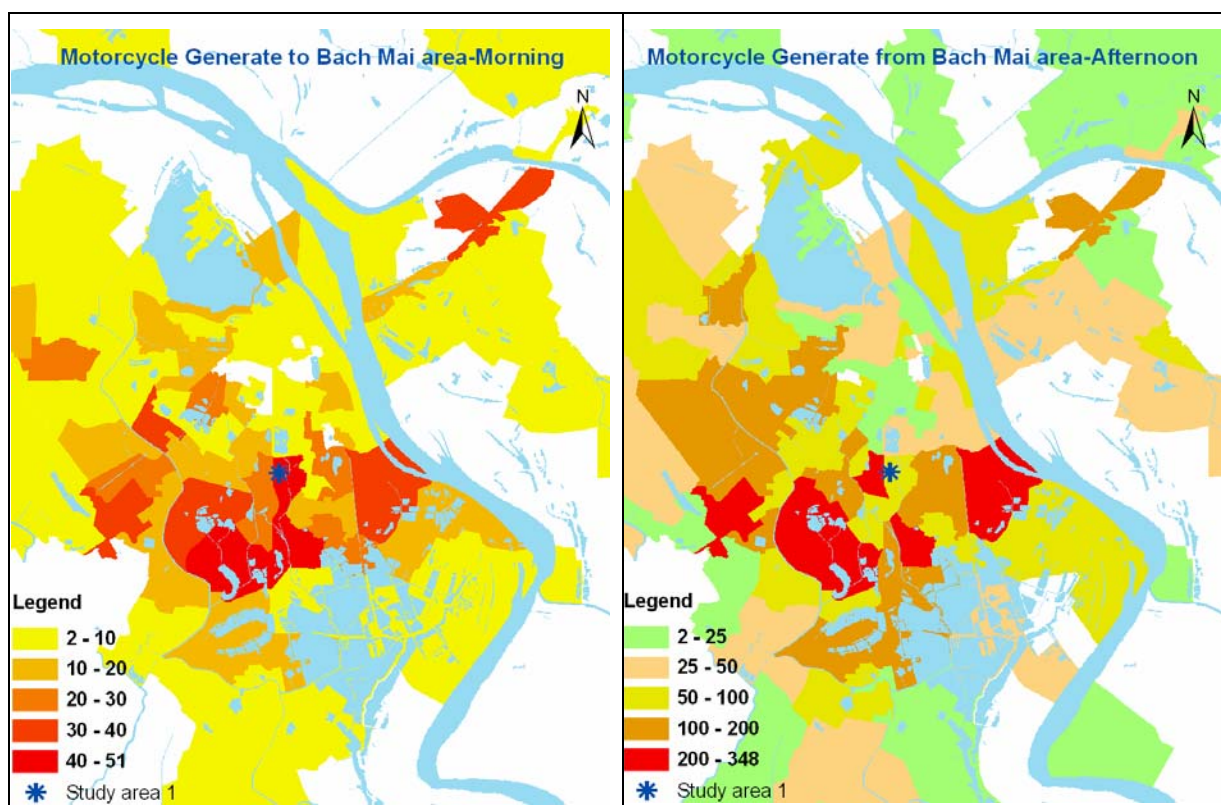 Motorcycle Generate to Bach Mai area-Morning
N
Legend
2 - 10
10 - 20
20 - 30
30 - 40
40 - 51
Study area 1
Motorcycle Generate from Bach Mai area-Afternoon
N
Legend
2 - 25
25 - 50
50 - 100
100 - 200
200 - 348
Study area 1